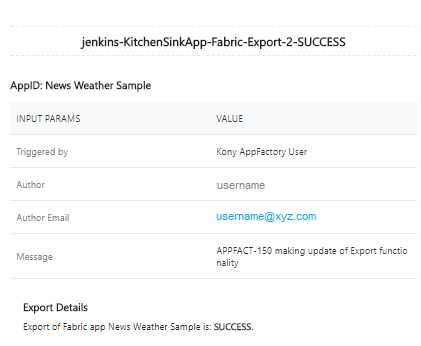 jenkins-KitchenSinkApp-Fabric-Export-2-SUCCESS
AppID: News Weather Sample
INPUT PARAMS VALUE
Triggered by Kony AppFactory User
Author username
Author Email username@xyz.com
Message APPFACT-150 making update of Export functio
nality
Export Details
Export of Fabric app News Weather Sample is: SUCCESS.